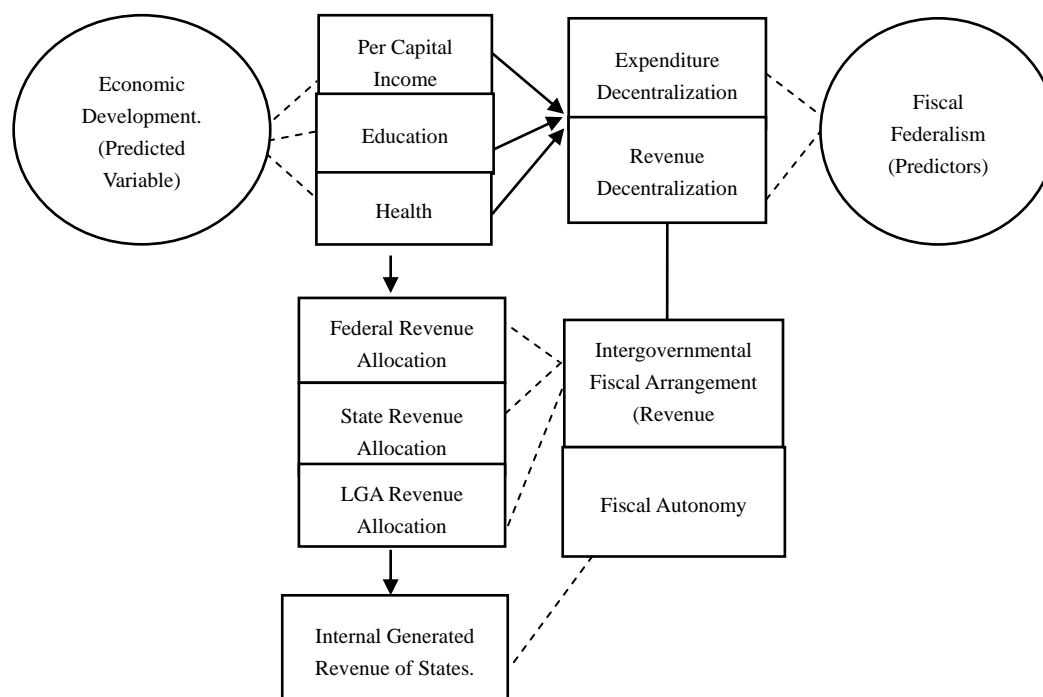 Economic
Development.
(Predicted
Variable)
Per Capital
Income
Education
Health
Expenditure
Decentralization
Revenue
Decentralization
Fiscal
Federalism
(Predictors)
Federal Revenue
Allocation
State Revenue
Allocation
LGA Revenue
Allocation
Intergovernmental
Fiscal Arrangement
(Revenue
Fiscal Autonomy
Internal Generated
Revenue of States.